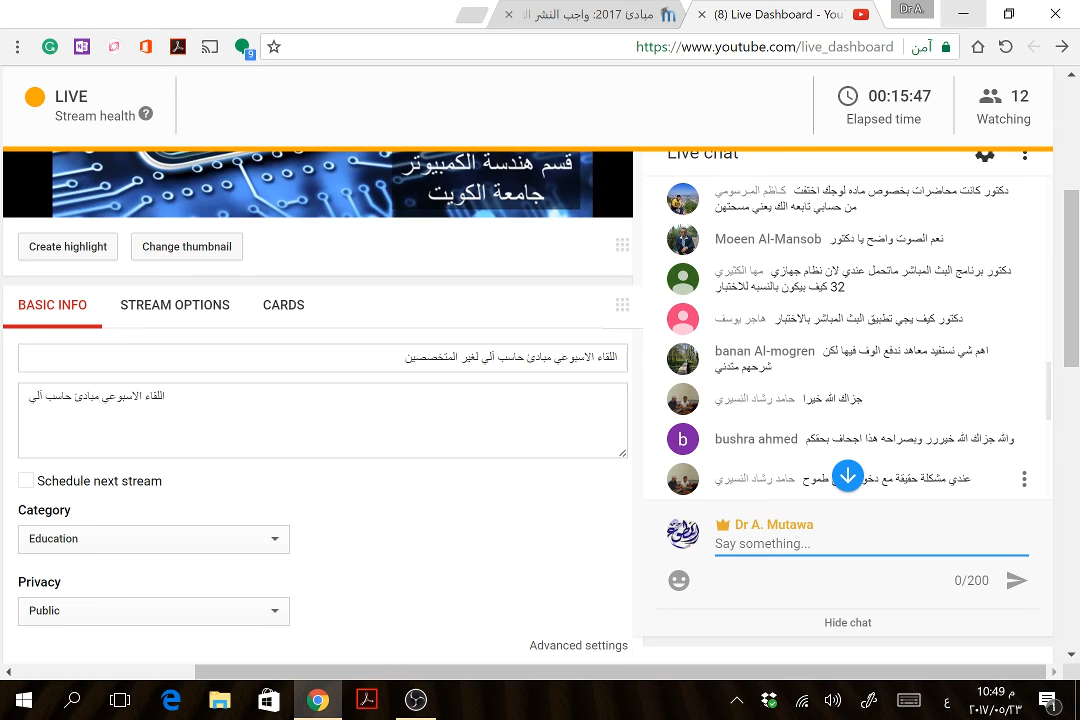 Dr A.
(8) Live Dashboard - You
مبادئ 2017: واجب النشر ال
https://www.youtube.com/live_dashboard
آمن
9
LIVE
Stream health
?
00:15:47
Elapsed time
12
Watching
قسم هندسة الكمبيوتر
جامعة الكويت
Create highlight
Change thumbnail
BASIC INFO
STREAM OPTIONS
CARDS
اللقاء الاسبوعي مبادئ حاسب آلي لغير المتخصصين
اللقاء الاسبوعي مبادئ حاسب آلي
Schedule next stream
Category
Education
Privacy
Public
Advanced settings
Live chat
كاظم المرسومي دكتور كانت محاضرات بخصوص ماده لوجك اختفت
من حسابي تابعه الك يعني مسحتهن
Moeen Al-Mansob نعم الصوت واضح يا دكتور
مها الكثيري دكتور برنامج البث المباشر ماتحمل عندي لان نظام جهازي
32 كيف بيكون بالنسبه للاختبار
هاجر يوسف دكتور كيف يجي تطبيق البث المباشر بالاختبار
banan Al-mogren اهم شي نستفيد معاهد ندفع الوف فيها لكن
شرحهم متدني
حامد رشاد النسيري جزاك الله خيرا
b
bushra ahmed والله جزاك الله خيررر وبصراحه هذا اجحاف بحقكم
حامد رشاد النسيري عندي مشكلة حقيقة مع طموح
Dr A. Mutawa
Say something...
0/200
Hide chat
ع
10:49 م
٢٠١٧/٠٥/٢٣
1